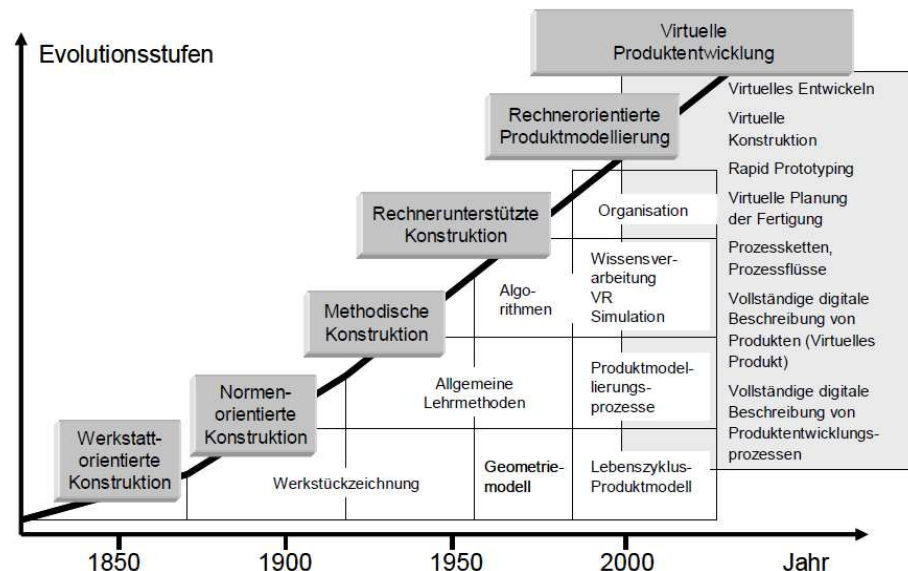 Evolutionsstufen
Virtuelle
Produktentwicklung
Rechnerorientierte
Produktmodellierung
Rechnerunterstützte
Konstruktion
Methodische
Konstruktion
Normen-
orientierte
Konstruktion
Werkstatt-
orientierte
Konstruktion
Organisation
Algo-
rithmen
Wissensver-
arbeitung
VR
Simulation
Allgemeine
Lehrmethoden
Produktmodel-
lierungs-
prozesse
Werkstückzeichnung
Geometrie-
modell
Lebenszyklus-
Produktmodell
Virtuelles Entwickeln
Virtuelle
Konstruktion
Rapid Prototyping
Virtuelle Planung
der Fertigung
Prozessketten,
Prozessflüsse
Vollständige digitale
Beschreibung von
Produkten (Virtuelles
Produkt)
Vollständige digitale
Beschreibung von
Produktentwicklungs-
prozessen
1850 1900 1950 2000 Jahr